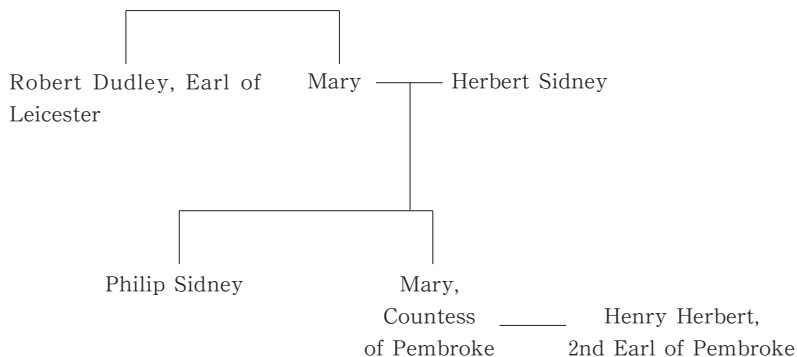 Robert Dudley, Earl of
Leicester
Mary
Herbert Sidney
Philip Sidney
Mary,
Countess
of Pembroke
Henry Herbert,
2nd Earl of Pembroke